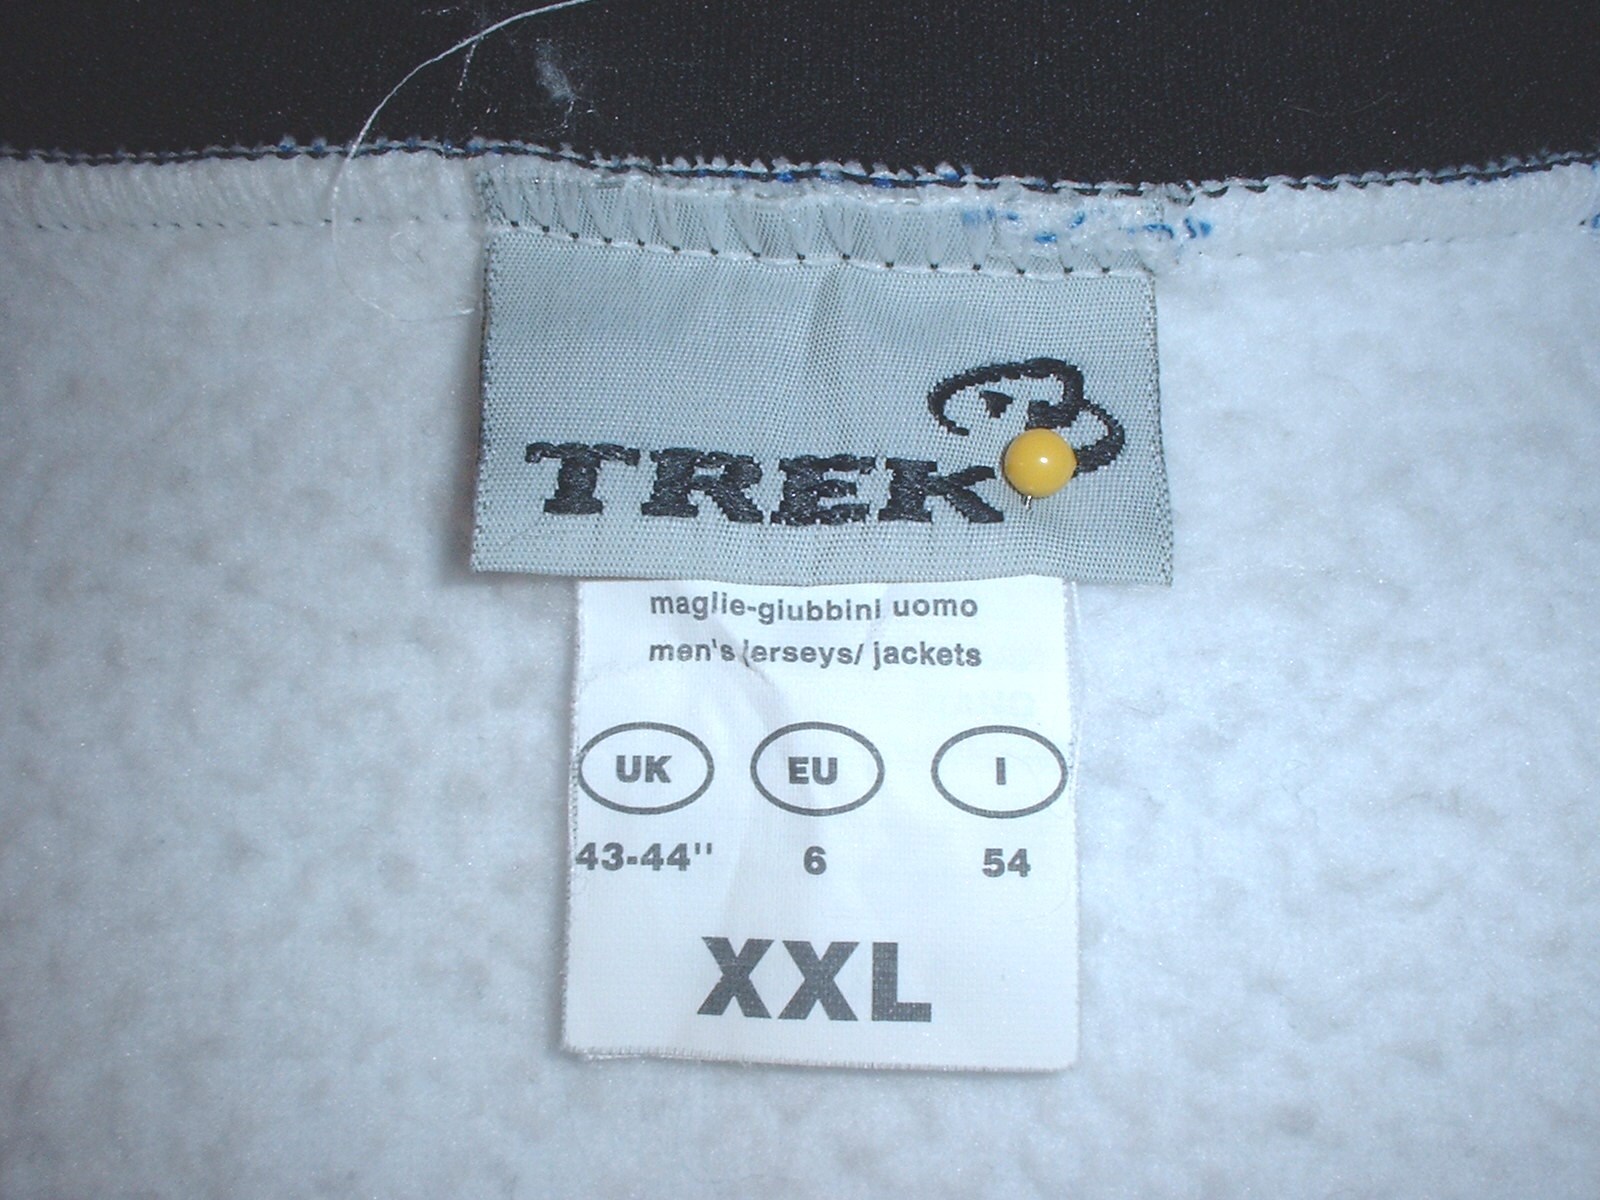 TREK
maglie-giubbini uomo
men's jerseys/ jackets
UK EU I
43-44" 6 54
XXL